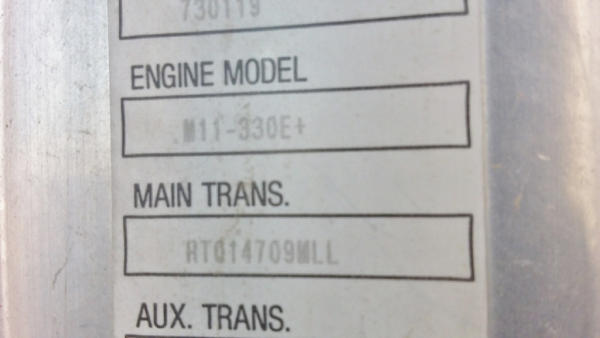 730119
ENGINE MODEL
M11-330E+
MAIN TRANS.
RTO14709MLL
AUX. TRANS.